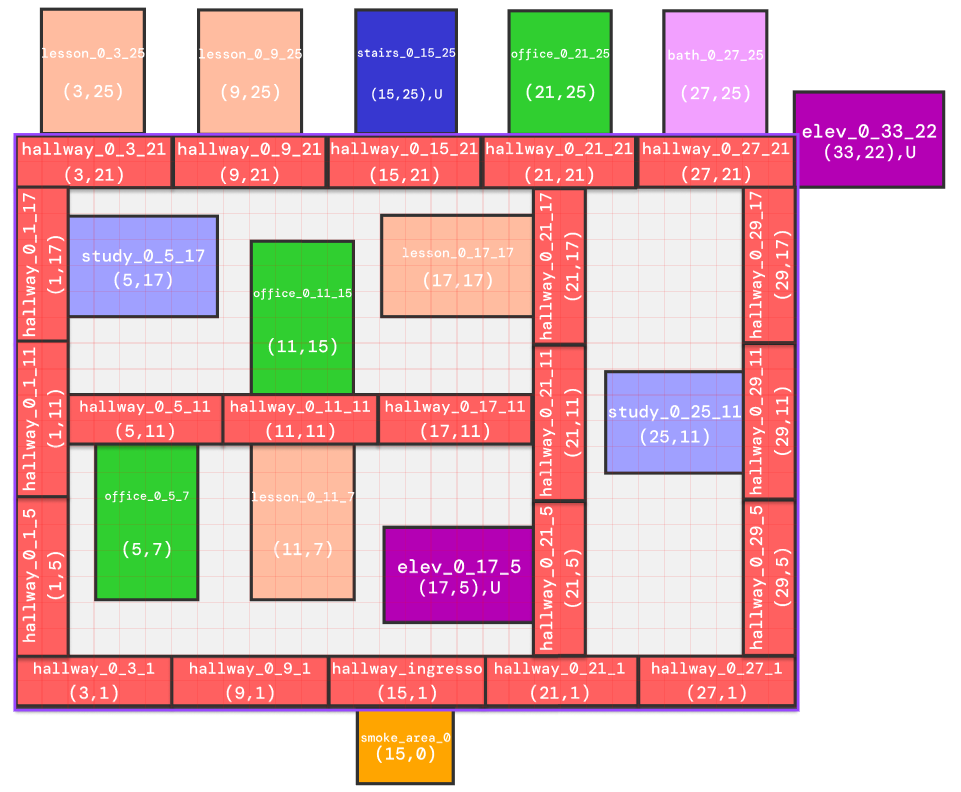 lesson_0_3_25
(3,25)
lesson_0_9_25
(9,25)
stairs_0_15_25
(15,25),U
office_0_21_25
(21,25)
bath_0_27_25
(27,25)
elev_0_33_22
(33,22),U
hallway_0_3_21
(3,21)
hallway_0_9_21
(9,21)
hallway_0_15_21
(15,21)
hallway_0_21_21
(21,21)
hallway_0_27_21
(27,21)
hallway_0_1_17
(1,17)
study_0_5_17
(5,17)
office_0_11_15
(11,15)
lesson_0_17_17
(17,17)
hallway_0_21_17
(21,17)
hallway_0_29_17
(29,17)
hallway_0_1_11
(1,11)
hallway_0_5_11
(5,11)
hallway_0_11_11
(11,11)
hallway_0_17_11
(17,11)
hallway_0_21_11
(21,11)
study_0_25_11
(25,11)
hallway_0_29_11
(29,11)
hallway_0_1_5
(1,5)
office_0_5_7
(5,7)
lesson_0_11_7
(11,7)
elev_0_17_5
(17,5),U
hallway_0_21_5
(21,5)
hallway_0_29_5
(29,5)
hallway_0_3_1
(3,1)
hallway_0_9_1
(9,1)
hallway_ingresso
(15,1)
hallway_0_21_1
(21,1)
hallway_0_27_1
(27,1)
smoke_area_0
(15,0)